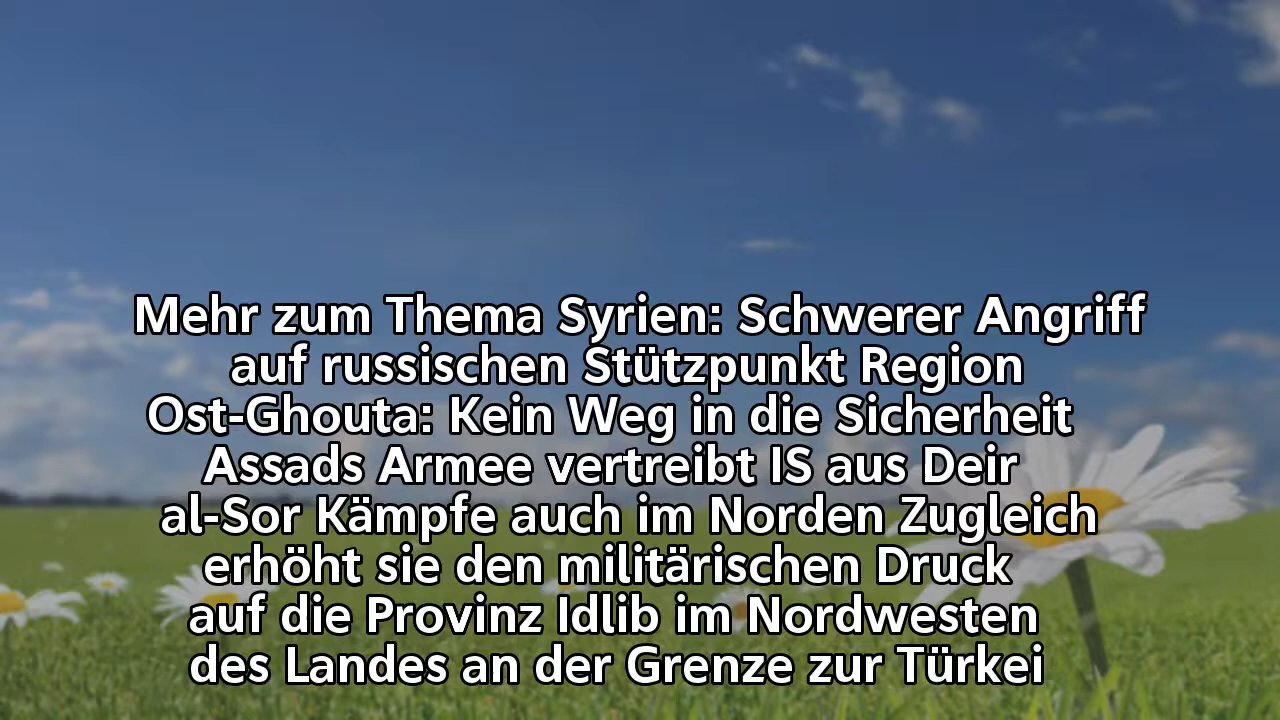 Mehr zum Thema Syrien: Schwerer Angriff
auf russischen Stützpunkt Region
Ost-Ghouta: Kein Weg in die Sicherheit
Assads Armee vertreibt IS aus Deir
al-Sor Kämpfe auch im Norden Zugleich
erhöht sie den militärischen Druck
auf die Provinz Idlib im Nordwesten
des Landes an der Grenze zur Türkei